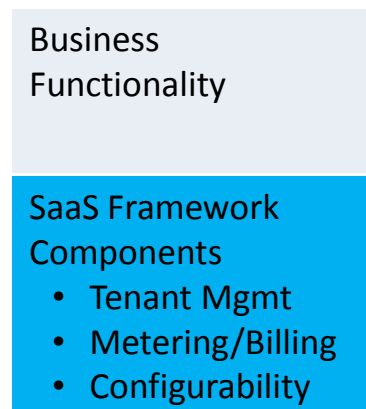 Business
Functionality
SaaS Framework
Components
• Tenant Mgmt
• Metering/Billing
• Configurability